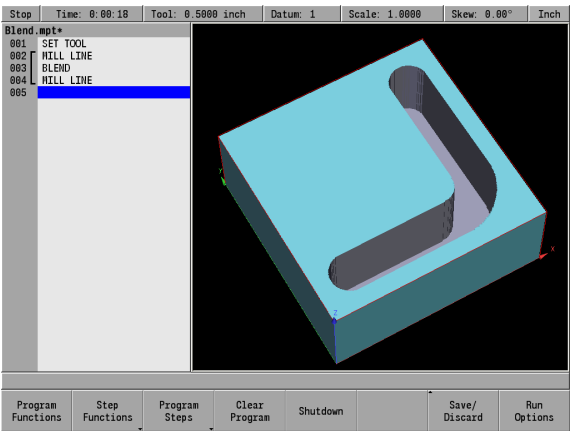 Stop Time: 0:00:18 Tool: 0.5000 inch Datum: 1 Scale: 1.0000 Skew: 0.00° Inch
Blend.mpt*
001 SET TOOL
002 MILL LINE
003 BLEND
004 MILL LINE
005
Y
X
Z
Program Functions
Step Functions
Program Steps
Clear Program
Shutdown
Save/ Discard
Run Options